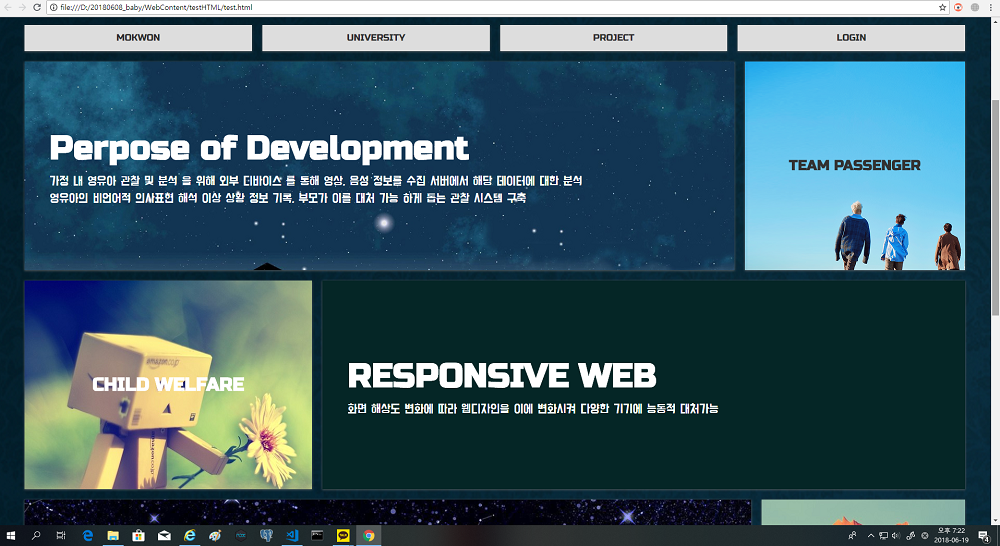 file:///D:/20180608_baby/WebContent/testHTML/test.html
MOKWON
UNIVERSITY
PROJECT
LOGIN
Perpose of Development
가정 내 영유아 관찰 및 분석 을 위해 외부 디바이스 를 통해 영상, 음성 정보를 수집 서버에서 해당 데이터에 대한 분석
영유아의 비언어적 의사표현 해석 이상 상황 정보 기록, 부모가 이를 대처 가능 하게 돕는 관찰 시스템 구축
TEAM PASSENGER
CHILD WELFARE
RESPONSIVE WEB
화면 해상도 변화에 따라 웹디자인을 이에 변화시켜 다양한 기기에 능동적 대처가능
오후 7:22
2018-06-19